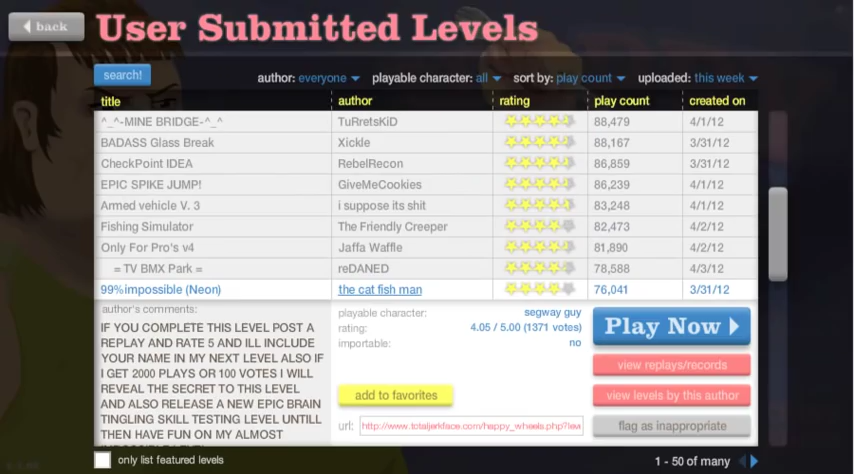 back
User Submitted Levels
search!
author: everyone playable character: all sort by: play count uploaded: this week
title author rating play count created on
^_^-MINE BRIDGE-^_^ TuRretsKiD 88,479 4/1/12
BADASS Glass Break Xickle 88,167 3/31/12
CheckPoint IDEA RebelRecon 86,859 3/31/12
EPIC SPIKE JUMP! GiveMeCookies 86,239 4/1/12
Armed vehicle V. 3 i suppose its shit 83,248 4/1/12
Fishing Simulator The Friendly Creeper 82,473 4/2/12
Only For Pro's v4 Jaffa Waffle 81,890 4/2/12
= TV BMX Park = reDANED 78,588 4/3/12
99%impossible (Neon) the cat fish man 76,041 3/31/12
author's comments:
IF YOU COMPLETE THIS LEVEL POST A
REPLAY AND RATE 5 AND ILL INCLUDE
YOUR NAME IN MY NEXT LEVEL ALSO IF
I GET 2000 PLAYS OR 100 VOTES I WILL
REVEAL THE SECRET TO THIS LEVEL
AND ALSO RELEASE A NEW EPIC BRAIN
TINGLING SKILL TESTING LEVEL UNTILL
THEN HAVE FUN ON MY ALMOST
playable character: segway guy
rating: 4.05 / 5.00 (1371 votes)
importable: no
add to favorites
url: http://www.totaljerkface.com/happy_wheels.php?lev
Play Now
view replays/records
view levels by this author
flag as inappropriate
only list featured levels
1 - 50 of many